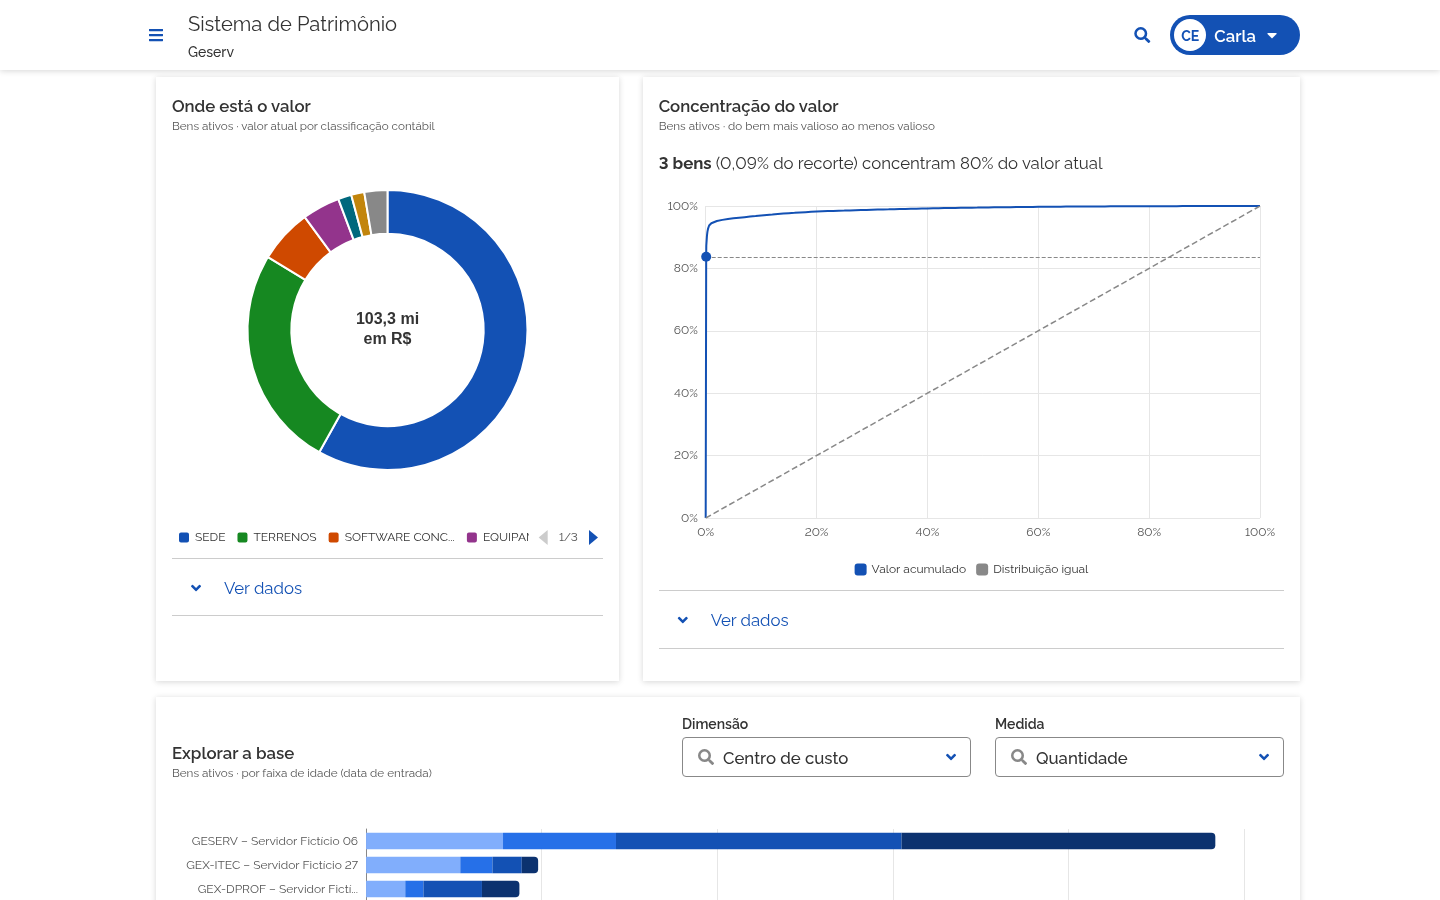 Sistema de Patrimônio
Geserv
CE
Carla
Onde está o valor
Bens ativos · valor atual por classificação contábil
103,3 mi
em R$
SEDE
TERRENOS
SOFTWARE CONC...
EQUIPAI
1/3
Ver dados
Concentração do valor
Bens ativos · do bem mais valioso ao menos valioso
3 bens (0,09% do recorte) concentram 80% do valor atual
100%
80%
60%
40%
20%
0%
0%
20%
40%
60%
80%
100%
Valor acumulado
Distribuição igual
Ver dados
Explorar a base
Bens ativos · por faixa de idade (data de entrada)
Dimensão
Centro de custo
Medida
Quantidade
GESERV – Servidor Fictício 06
GEX-ITEC – Servidor Fictício 27
GEX-DPROF – Servidor Fictí...